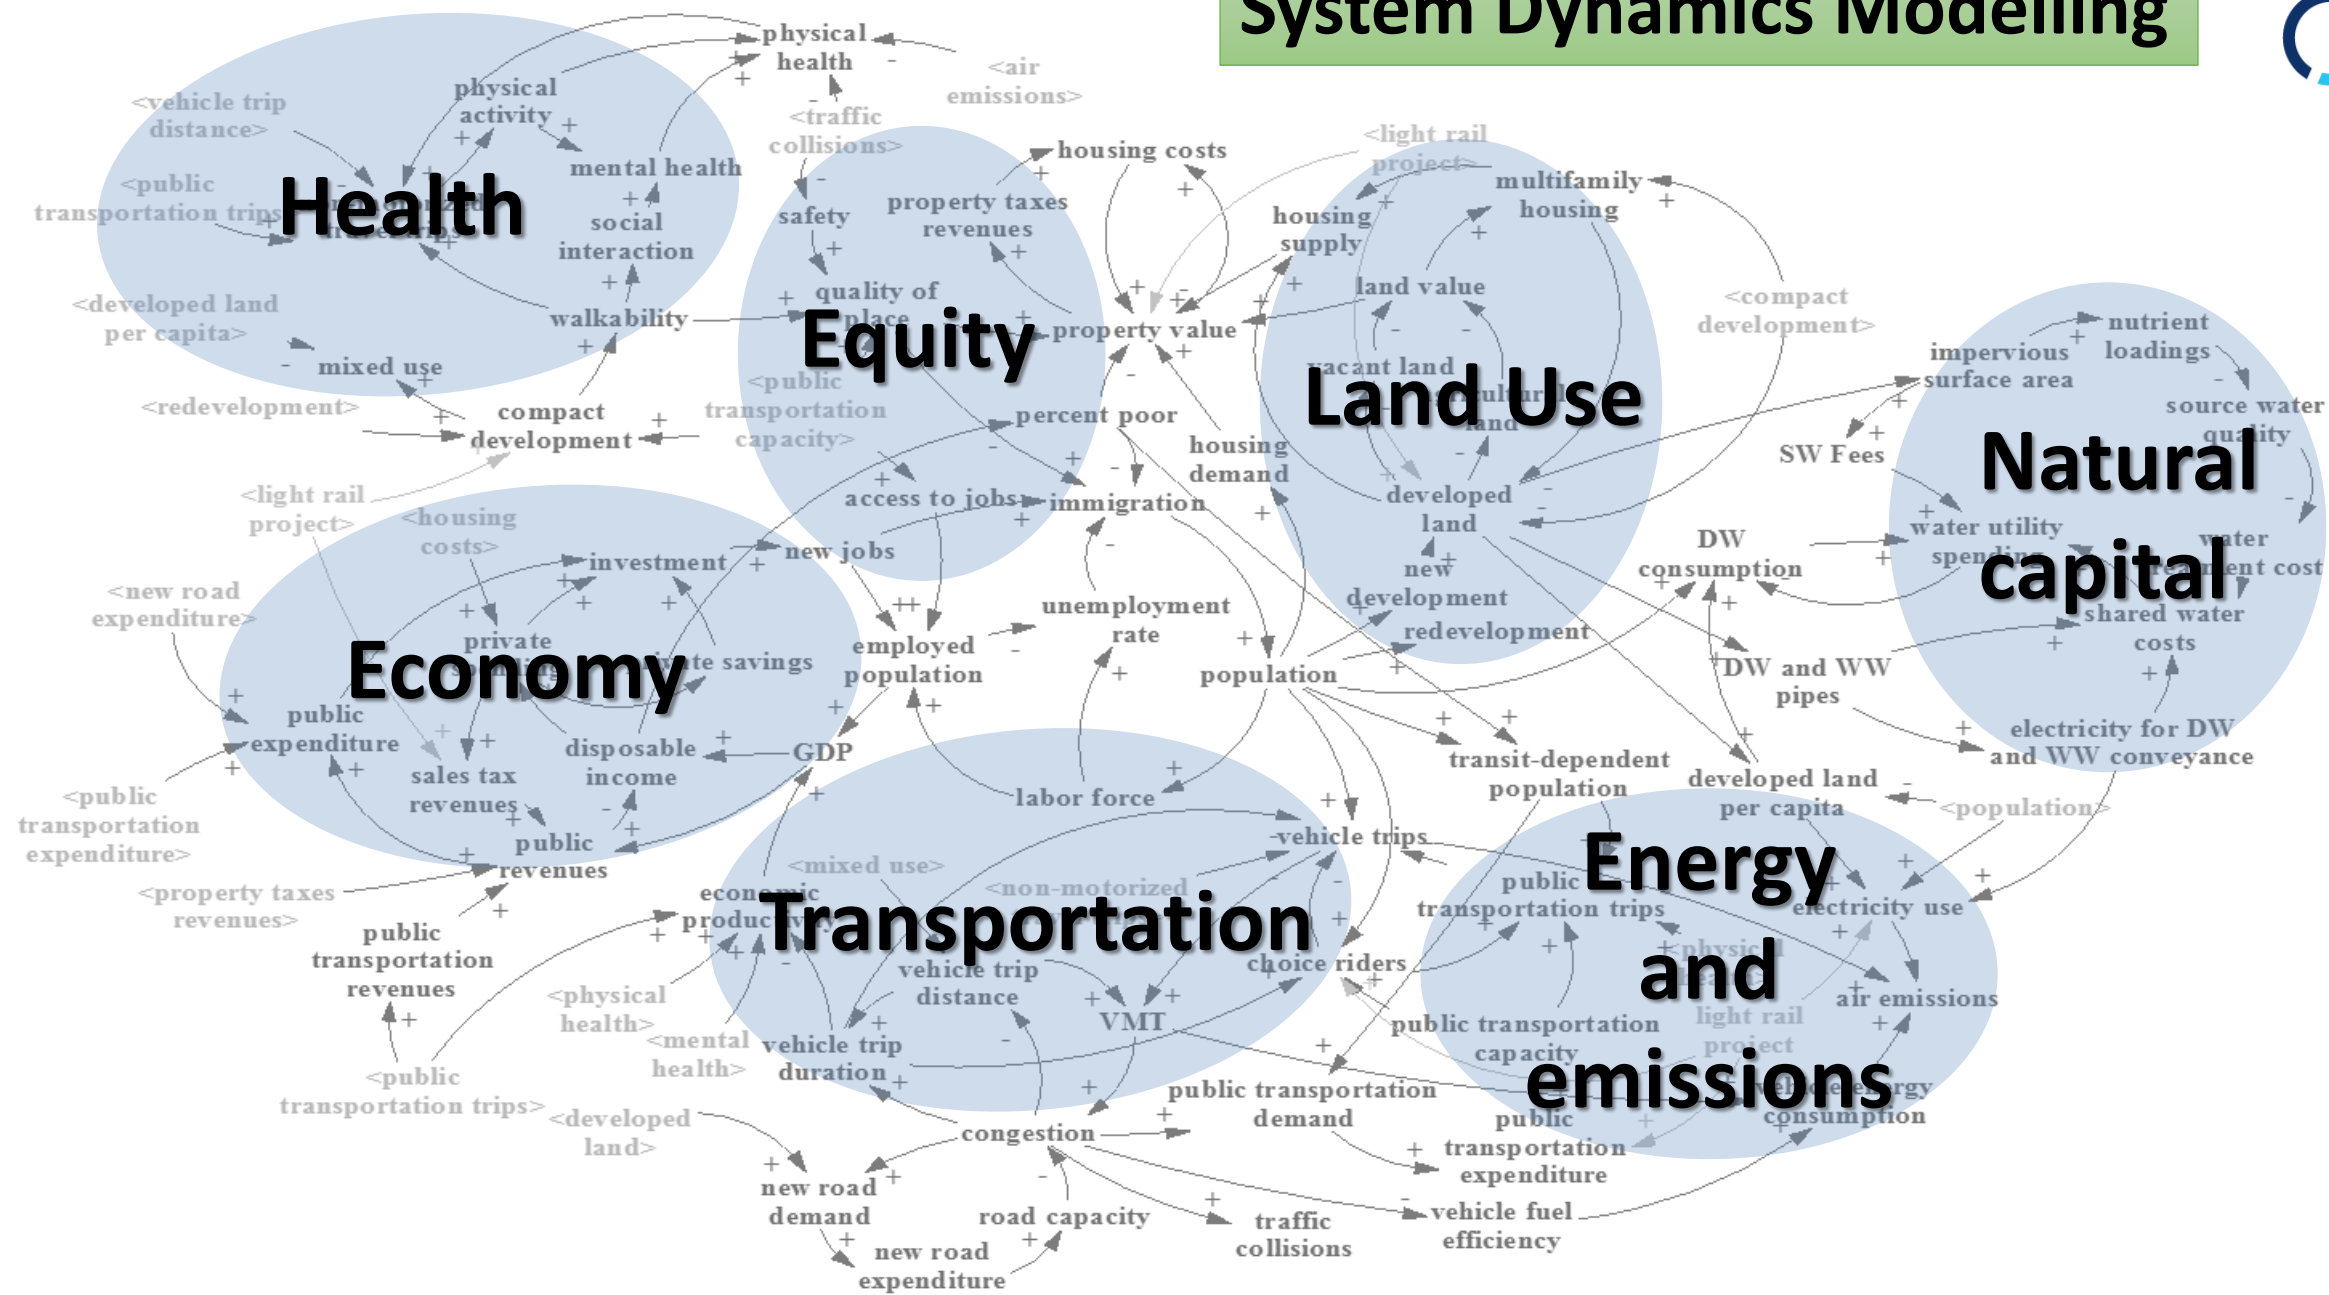 System Dynamics Modelling
physical
health
<air
emissions>
<vehicle trip
distance>
physical
activity
<traffic
collisions>
mental health
<public
transportation trips
Health
social
interaction
<developed land
per capita>
walkability
mixed use
<redevelopment>
compact
development
safety
property taxes
revenues
quality of
place
Equity
<public
transportation
capacity>
access to jobs
housing costs
property value
percent poor
immigration
housing
demand
<light rail
project>
multifamily
housing
housing
supply
land value
vacant land
Land Use
land
developed
land
new
development
redevelopment
<compact
development>
impervious
surface area
nutrient
loadings
source water
quality
SW Fees
Natural
capital
water utility
spending
water
DW
consumption
shared water
costs
DW and WW
pipes
electricity for DW
and WW conveyance
<light rail
project>
<housing
costs>
investment
new jobs
<new road
expenditure>
private
private savings
Economy
public
expenditure
disposable
income
GDP
sales tax
revenues
public
revenues
<public
transportation
expenditure>
<property taxes
revenues>
public
transportation
revenues
<public
transportation trips>
employed
population
unemployment
rate
population
labor force
transit-dependent
population
developed land
per capita
<population>
vehicle trips
<mixed use>
<non-motorized
economic
productivity
Transportation
choice riders
vehicle trip
distance
VMT
<physical
health>
<mental
health>
vehicle trip
duration
<developed
land>
congestion
new road
demand
new road
expenditure
road capacity
traffic
collisions
public transportation
demand
vehicle fuel
efficiency
Energy
and
emissions
public
transportation trips
electricity use
<physical
health>
air emissions
public transportation
capacity
light rail
project
vehicle energy
consumption
public
transportation
expenditure